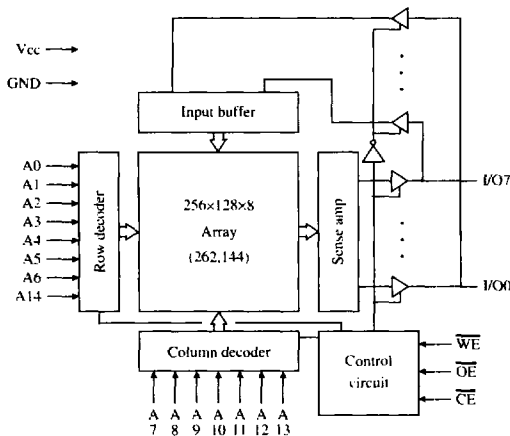 Vcc
GND
Input buffer
A0
A1
A2
A3
A4
A5
A6
A14
Row decoder
256×128×8
Array
(262,144)
Sense amp
I/O7
I/O0
Column decoder
Control
circuit
WE
OE
CE
A A A A A A A
7 8 9 10 11 12 13